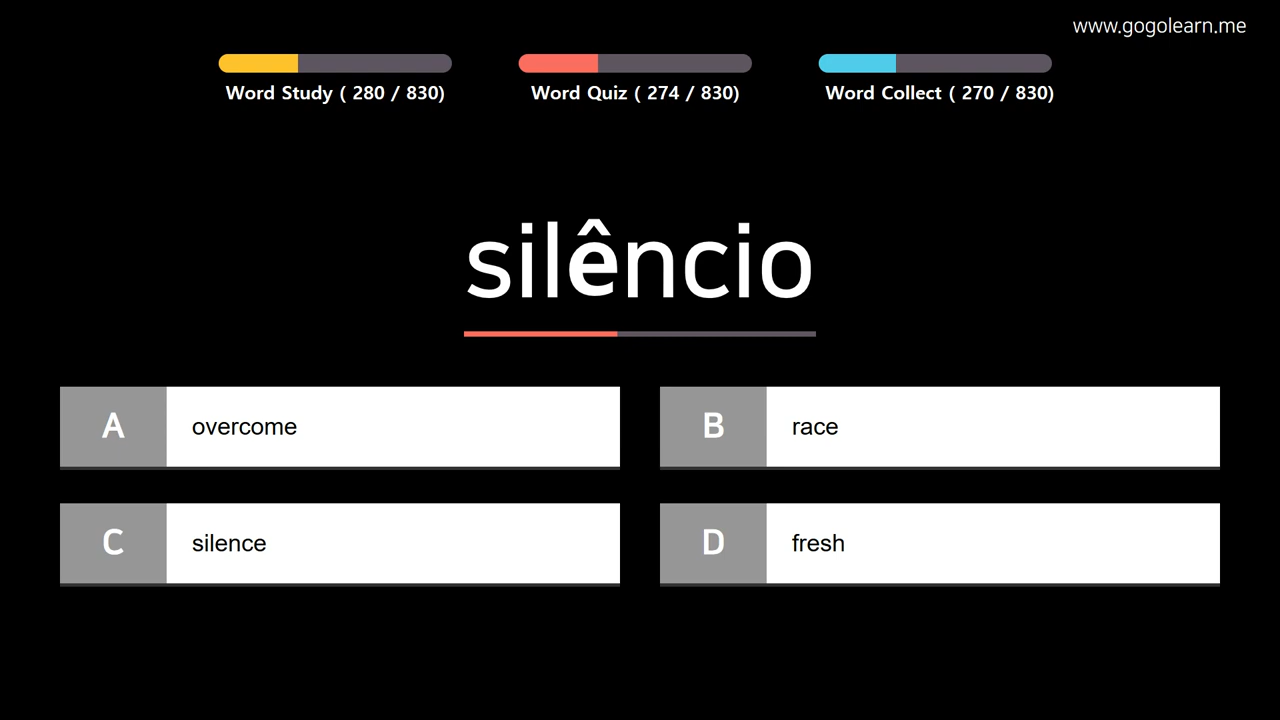 www.gogolearn.me
Word Study ( 280 / 830)
Word Quiz ( 274 / 830)
Word Collect ( 270 / 830)
silêncio
A overcome
B race
C silence
D fresh